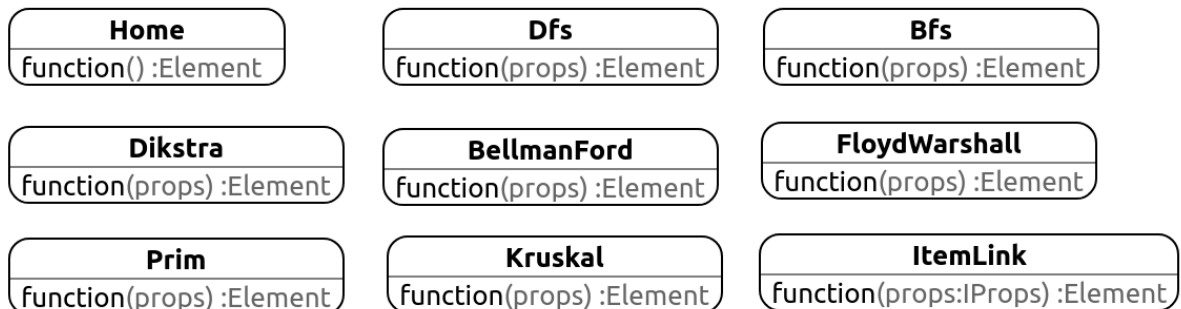 Home
function() :Element
Dfs
function(props) :Element
Bfs
function(props) :Element
Dikstra
function(props) :Element
BellmanFord
function(props) :Element
FloydWarshall
function(props) :Element
Prim
function(props) :Element
Kruskal
function(props) :Element
ItemLink
function(props:IProps) :Element